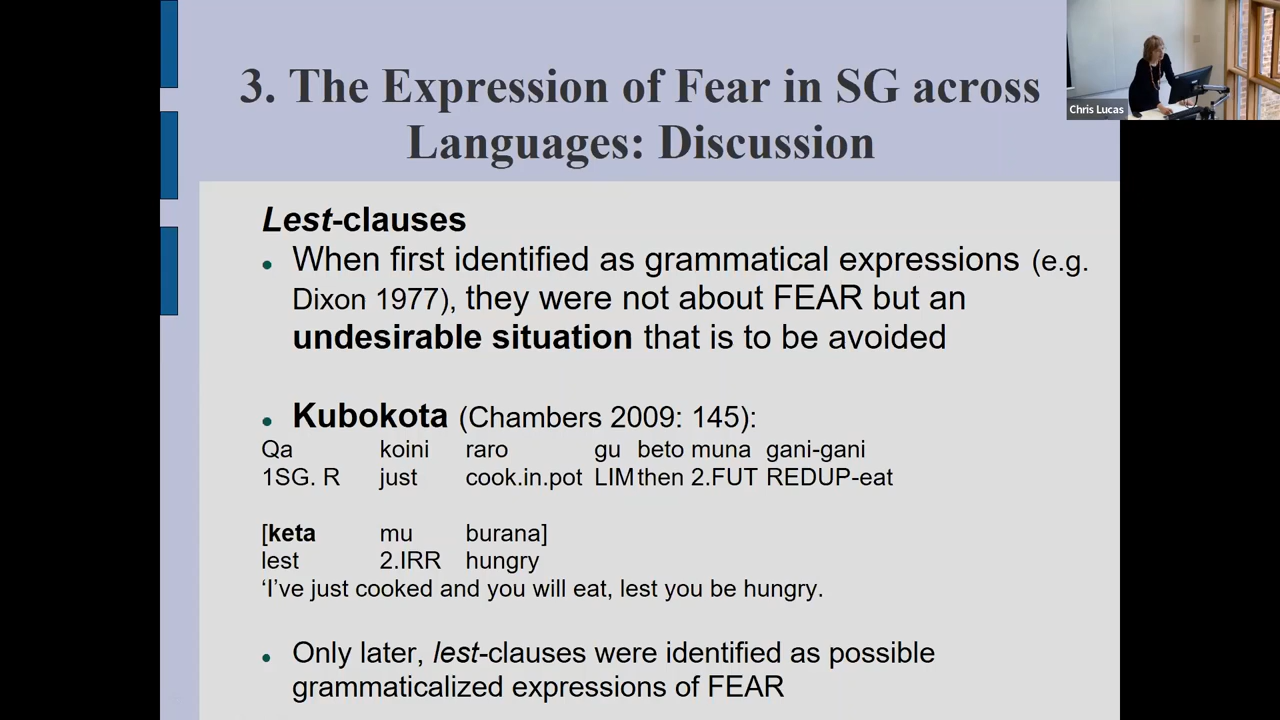 3. The Expression of Fear in SG across
Languages: Discussion
Chris Lucas
Lest-clauses
• When first identified as grammatical expressions (e.g.
Dixon 1977), they were not about FEAR but an
undesirable situation that is to be avoided
• Kubokota (Chambers 2009: 145):
Qa koini raro gu beto muna gani-gani
1SG. R just cook.in.pot LIM then 2.FUT REDUP-eat
[keta mu burana]
lest 2.IRR hungry
‘I’ve just cooked and you will eat, lest you be hungry.
• Only later, lest-clauses were identified as possible
grammaticalized expressions of FEAR